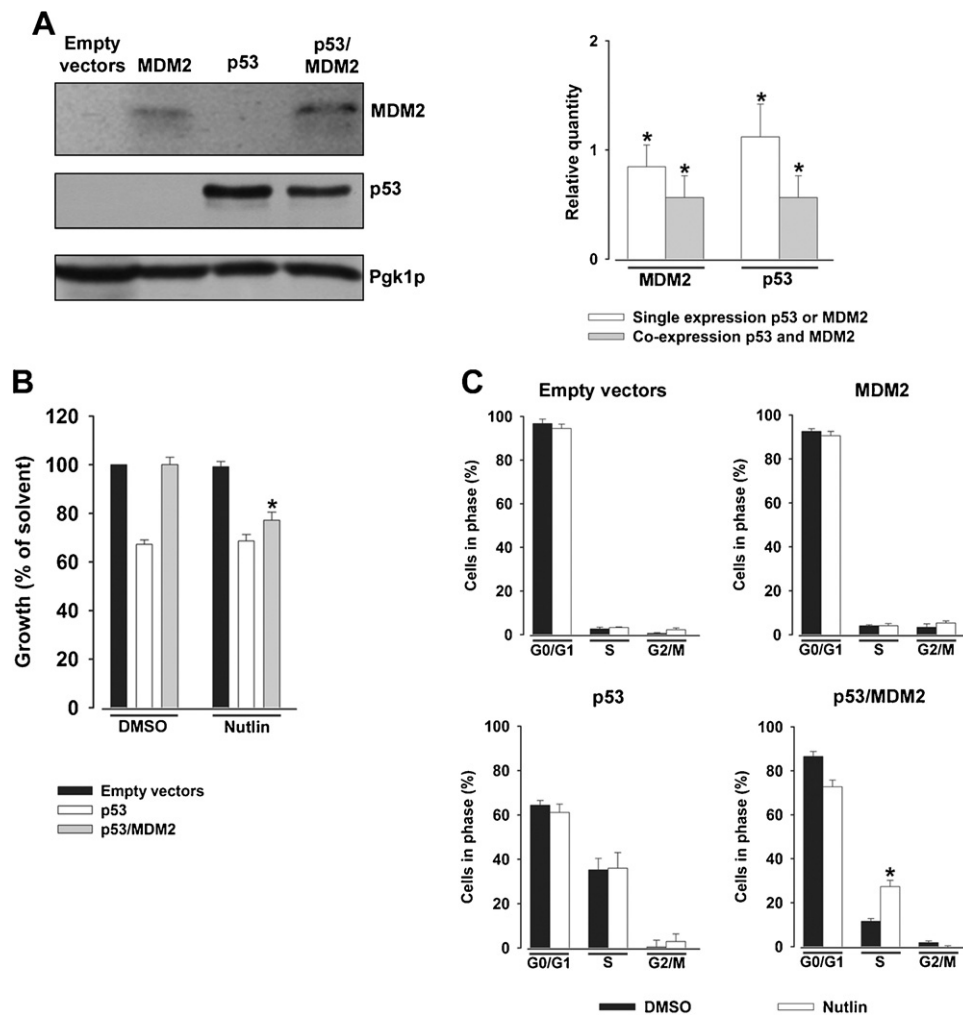 A
Empty
vectors
MDM2
p53
p53/
MDM2
MDM2
p53
Pgk1p
Relative quantity
2
1
0
*
*
*
*
MDM2
p53
Single expression p53 or MDM2
Co-expression p53 and MDM2
B
Growth (% of solvent)
120
100
80
60
40
20
0
*
DMSO
Nutlin
Empty vectors
p53
p53/MDM2
C
Empty vectors
Cells in phase (%)
100
80
60
40
20
0
G0/G1
S
G2/M
MDM2
Cells in phase (%)
100
80
60
40
20
0
G0/G1
S
G2/M
p53
Cells in phase (%)
100
80
60
40
20
0
G0/G1
S
G2/M
p53/MDM2
Cells in phase (%)
100
80
60
40
20
0
*
G0/G1
S
G2/M
DMSO
Nutlin